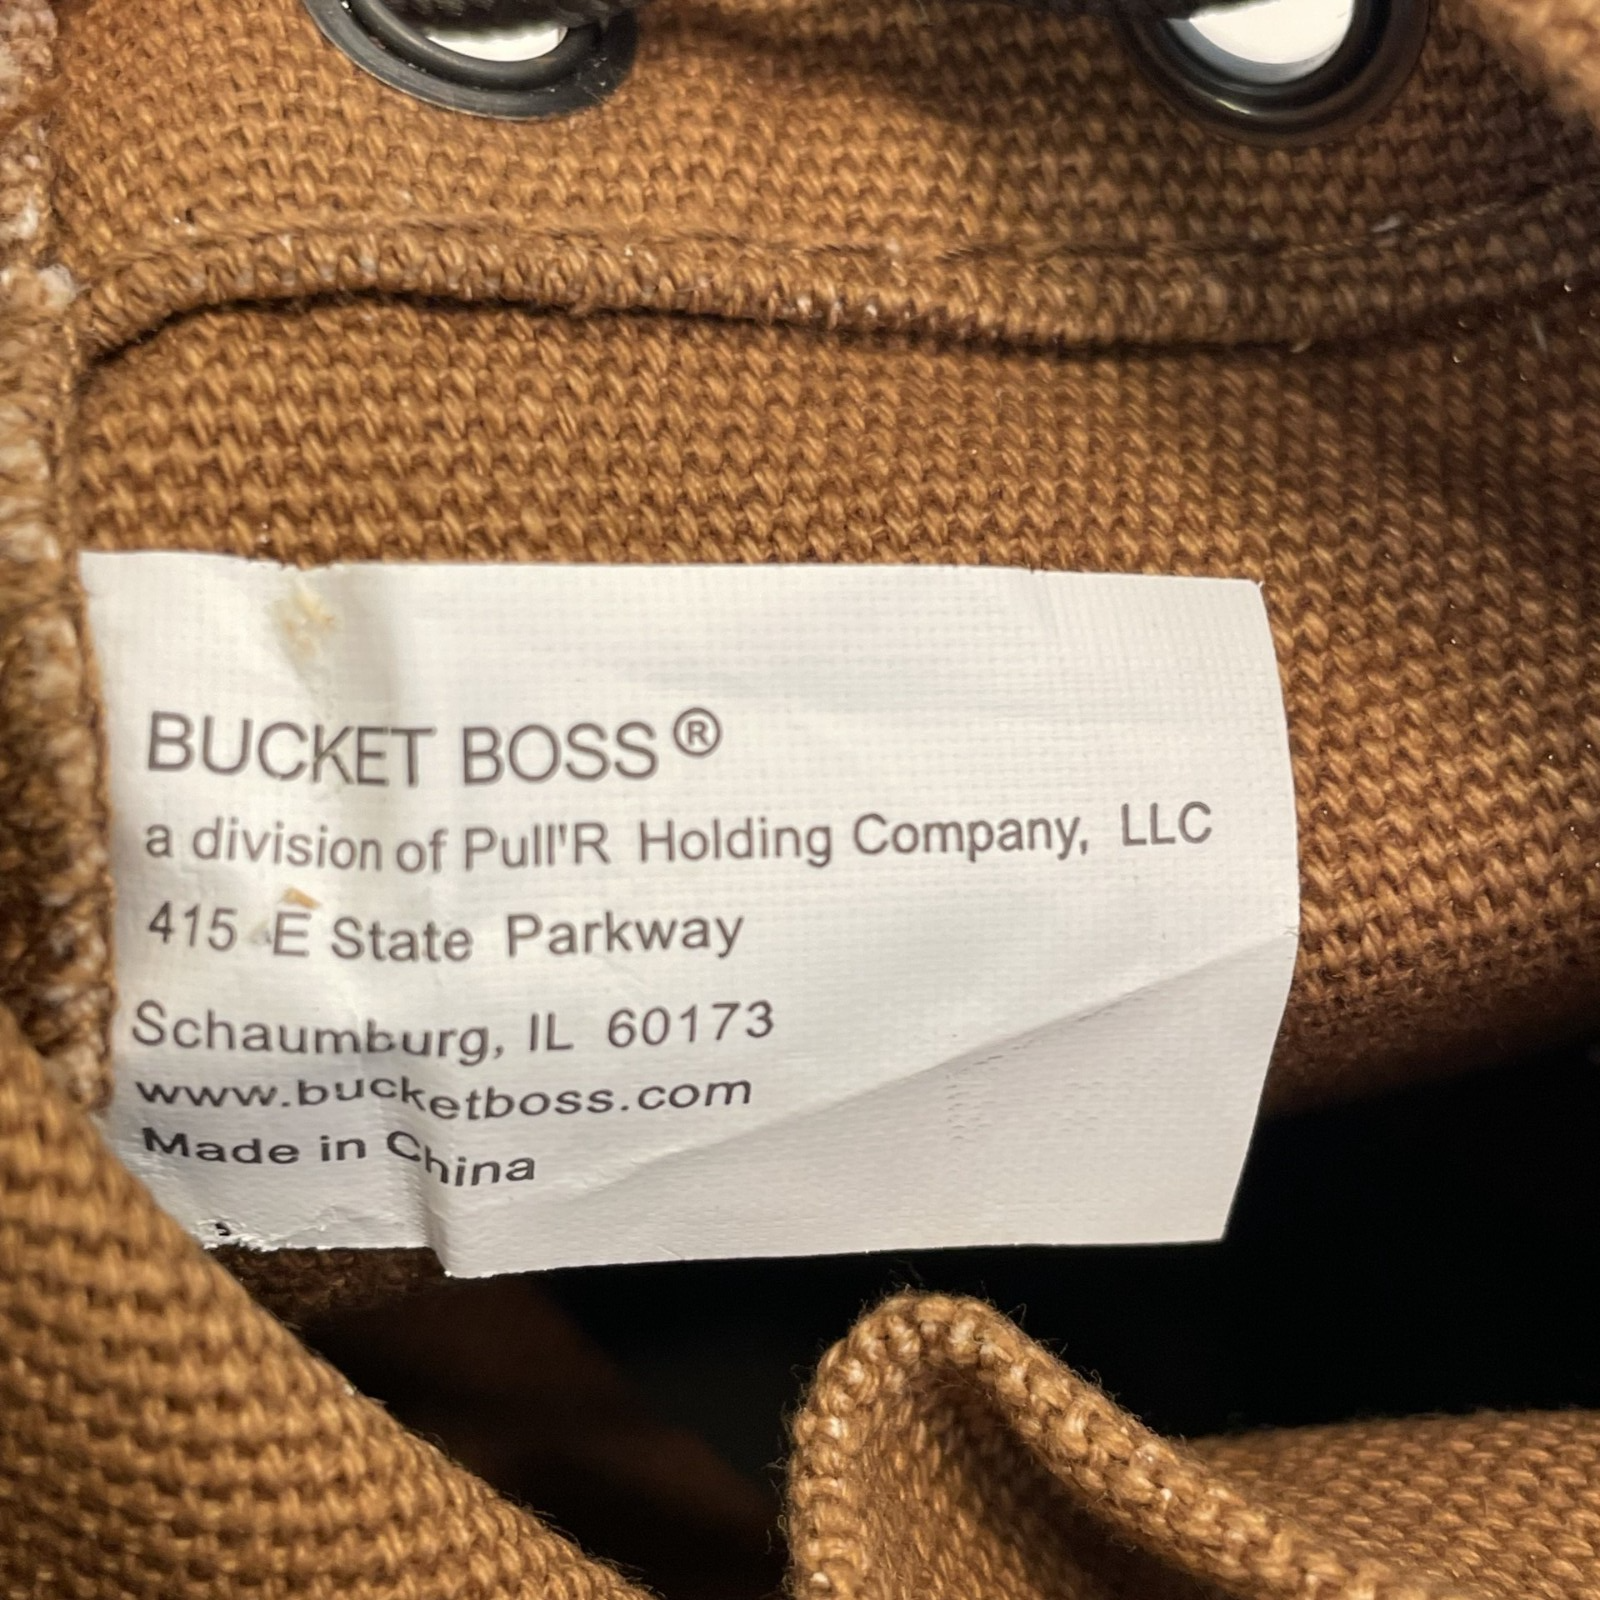 BUCKET BOSS®
a division of Pull'R Holding Company, LLC
415 E State Parkway
Schaumburg, IL 60173
www.bucketboss.com
Made in China